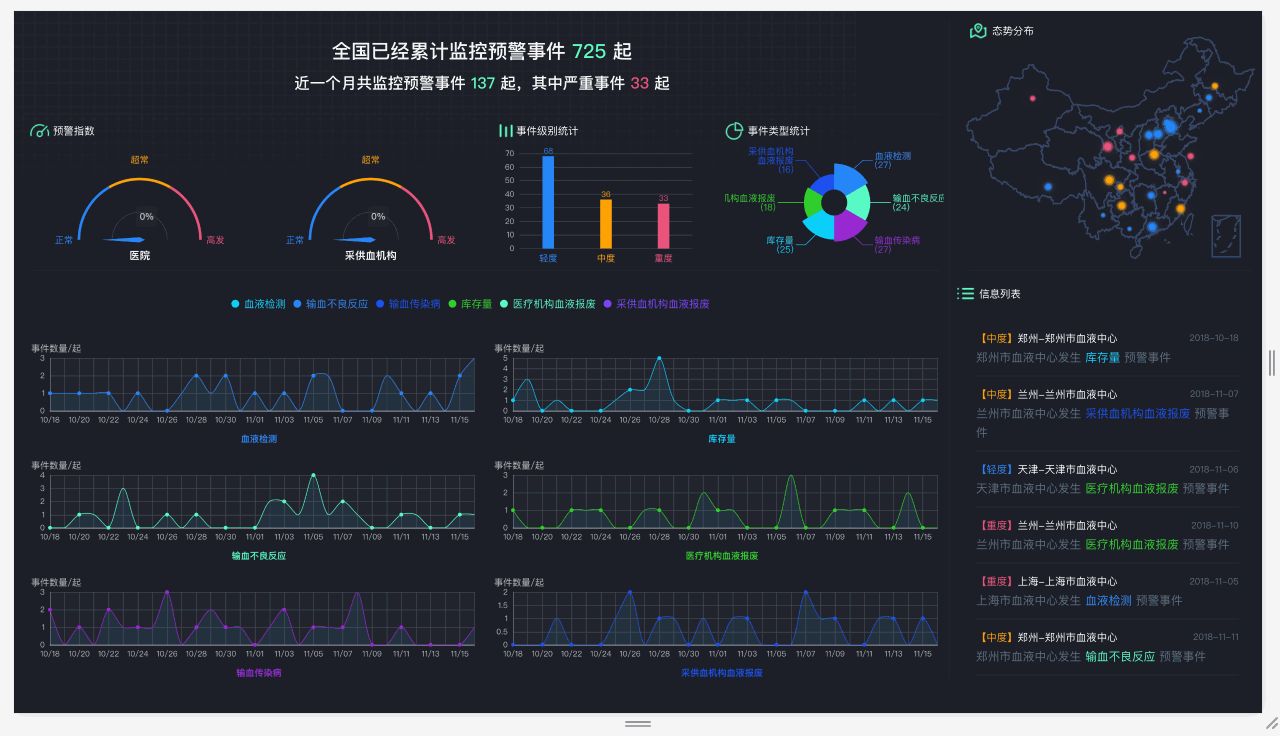 全国已经累计监控预警事件 725 起
近一个月共监控预警事件 137 起，其中严重事件 33 起
预警指数
超常
0%
正常
高发
医院
超常
0%
正常
高发
采供血机构
事件级别统计
70
60
50
40
30
20
10
0
68
36
33
轻度
中度
重度
事件类型统计
采供血机构
血液报废
(16)
血液检测
(27)
机构血液报废
(18)
输血不良反应
(24)
库存量
(25)
输血传染病
(27)
态势分布
血液检测 输血不良反应 输血传染病 库存量 医疗机构血液报废 采供血机构血液报废
事件数量/起
3
2
1
0
10/18 10/20 10/22 10/24 10/26 10/28 10/30 11/01 11/03 11/05 11/07 11/09 11/11 11/13 11/15
血液检测
事件数量/起
5
4
3
2
1
0
10/18 10/20 10/22 10/24 10/26 10/28 10/30 11/01 11/03 11/05 11/07 11/09 11/11 11/13 11/15
库存量
事件数量/起
4
3
2
1
0
10/18 10/20 10/22 10/24 10/26 10/28 10/30 11/01 11/03 11/05 11/07 11/09 11/11 11/13 11/15
输血不良反应
事件数量/起
3
2
1
0
10/18 10/20 10/22 10/24 10/26 10/28 10/30 11/01 11/03 11/05 11/07 11/09 11/11 11/13 11/15
医疗机构血液报废
事件数量/起
3
2
1
0
10/18 10/20 10/22 10/24 10/26 10/28 10/30 11/01 11/03 11/05 11/07 11/09 11/11 11/13 11/15
输血传染病
事件数量/起
2
1.5
1
0.5
0
10/18 10/20 10/22 10/24 10/26 10/28 10/30 11/01 11/03 11/05 11/07 11/09 11/11 11/13 11/15
采供血机构血液报废
信息列表
【中度】郑州-郑州市血液中心 2018-10-18
郑州市血液中心发生 库存量 预警事件
【中度】兰州-兰州市血液中心 2018-11-07
兰州市血液中心发生 采供血机构血液报废 预警事
件
【轻度】天津-天津市血液中心 2018-11-06
天津市血液中心发生 医疗机构血液报废 预警事件
【重度】兰州-兰州市血液中心 2018-11-10
兰州市血液中心发生 医疗机构血液报废 预警事件
【重度】上海-上海市血液中心 2018-11-05
上海市血液中心发生 血液检测 预警事件
【中度】郑州-郑州市血液中心 2018-11-11
郑州市血液中心发生 输血不良反应 预警事件